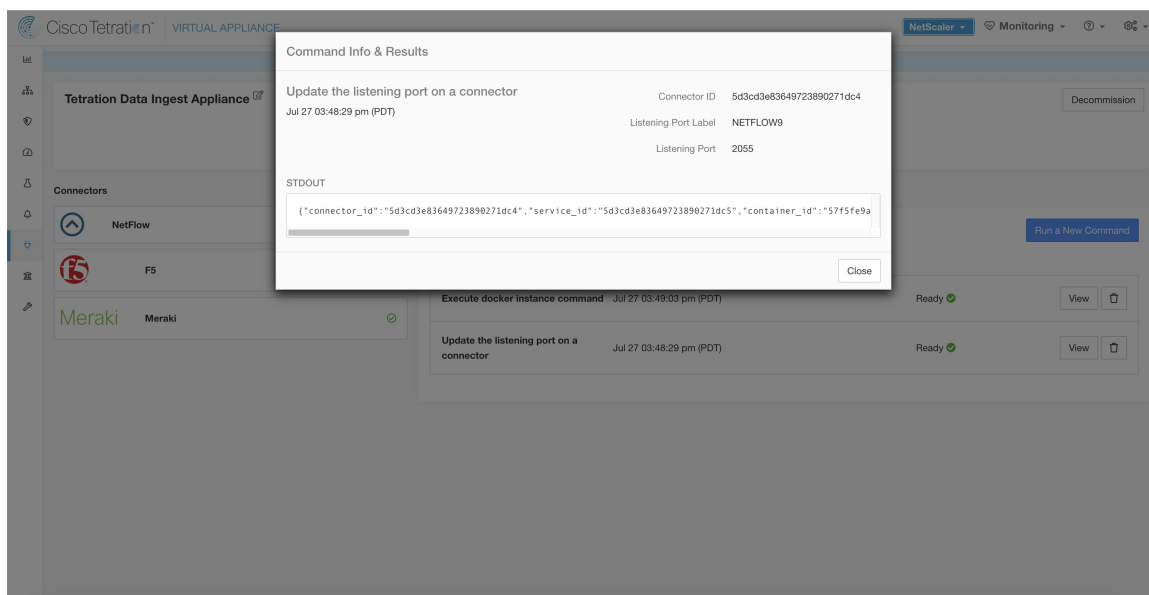 Cisco Tetration™ VIRTUAL APPLIANCE
NetScaler
Monitoring
Command Info & Results
Update the listening port on a connector
Jul 27 03:48:29 pm (PDT)
Connector ID 5d3cd3e83649723890271dc4
Listening Port Label NETFLOW9
Listening Port 2055
STDOUT
{"connector_id":"5d3cd3e83649723890271dc4","service_id":"5d3cd3e83649723890271dc5","container_id":"57f5fe9a
Close
Tetration Data Ingest Appliance
Decommission
Connectors
NetFlow
f5 F5
Meraki Meraki
Run a New Command
Execute docker instance command Jul 27 03:49:03 pm (PDT) Ready View
Update the listening port on a
connector
Jul 27 03:48:29 pm (PDT) Ready View